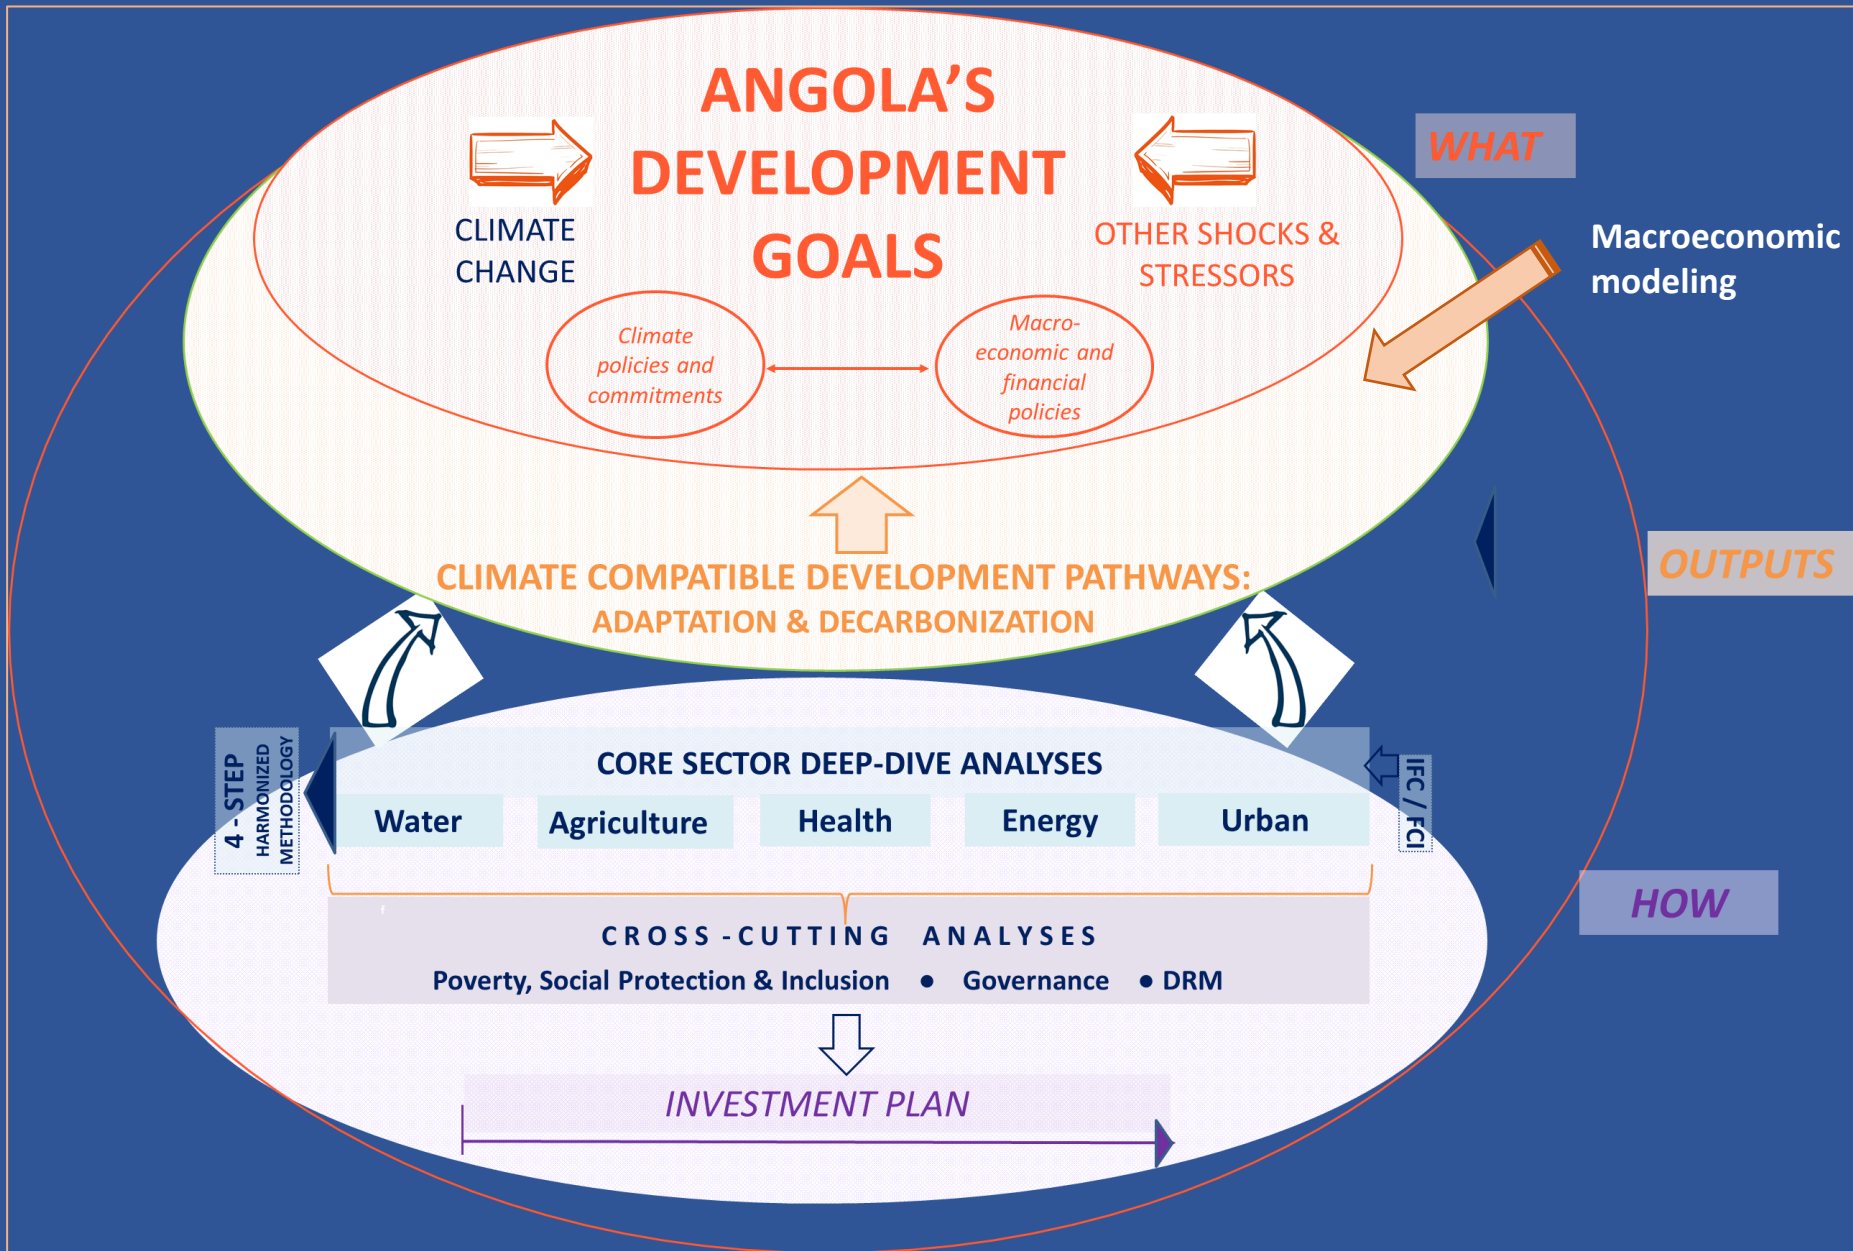 ANGOLA’S
DEVELOPMENT
GOALS
CLIMATE
CHANGE
OTHER SHOCKS &
STRESSORS
Climate
policies and
commitments
Macro-
economic and
financial
policies
WHAT
Macroeconomic
modeling
CLIMATE COMPATIBLE DEVELOPMENT PATHWAYS:
ADAPTATION & DECARBONIZATION
OUTPUTS
4 - STEP
HARMONIZED
METHODOLOGY
CORE SECTOR DEEP-DIVE ANALYSES
IFC / FCI
Water
Agriculture
Health
Energy
Urban
HOW
f
CROSS -CUTTING ANALYSES
Poverty, Social Protection & Inclusion ● Governance ● DRM
INVESTMENT PLAN